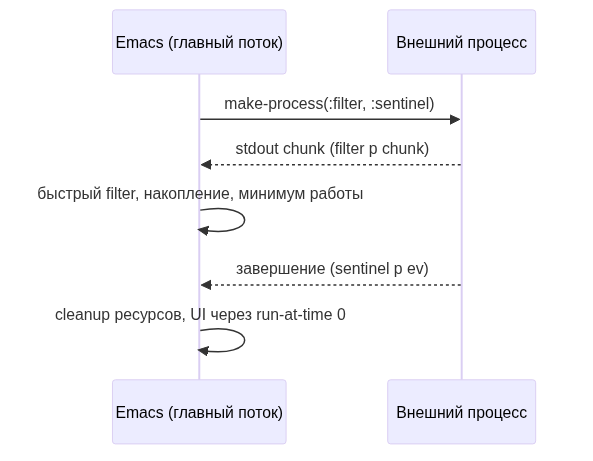 Emacs (главный поток)
Внешний процесс
make-process(:filter, :sentinel)
stdout chunk (filter p chunk)
быстрый filter, накопление, минимум работы
завершение (sentinel p ev)
cleanup ресурсов, UI через run-at-time 0
Emacs (главный поток)
Внешний процесс